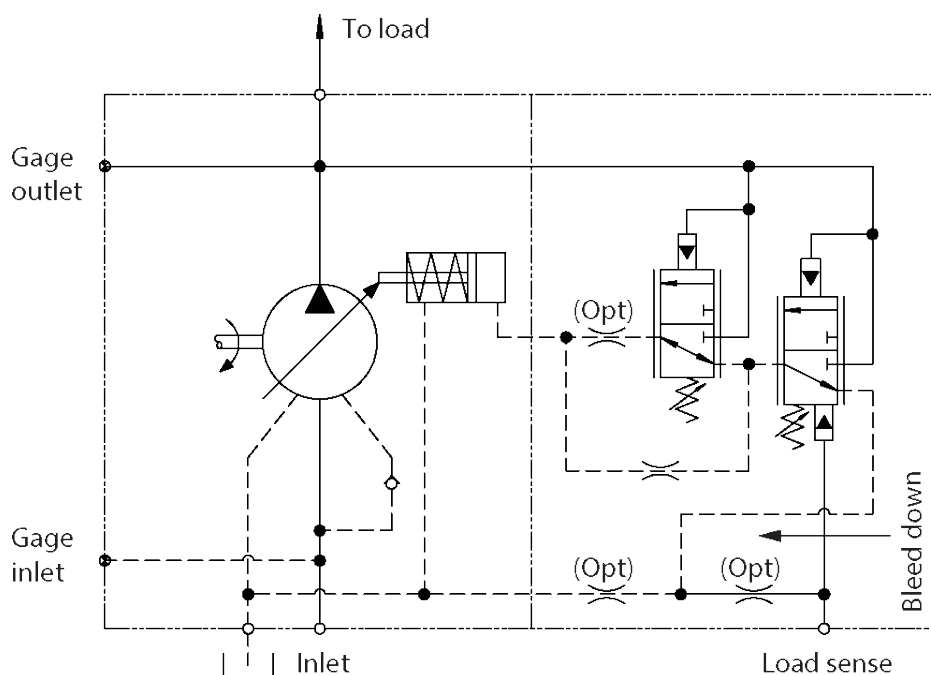 To load
Gage
outlet
(Opt)
Gage
inlet
(Opt)
(Opt)
Bleed down
Inlet
Load sense